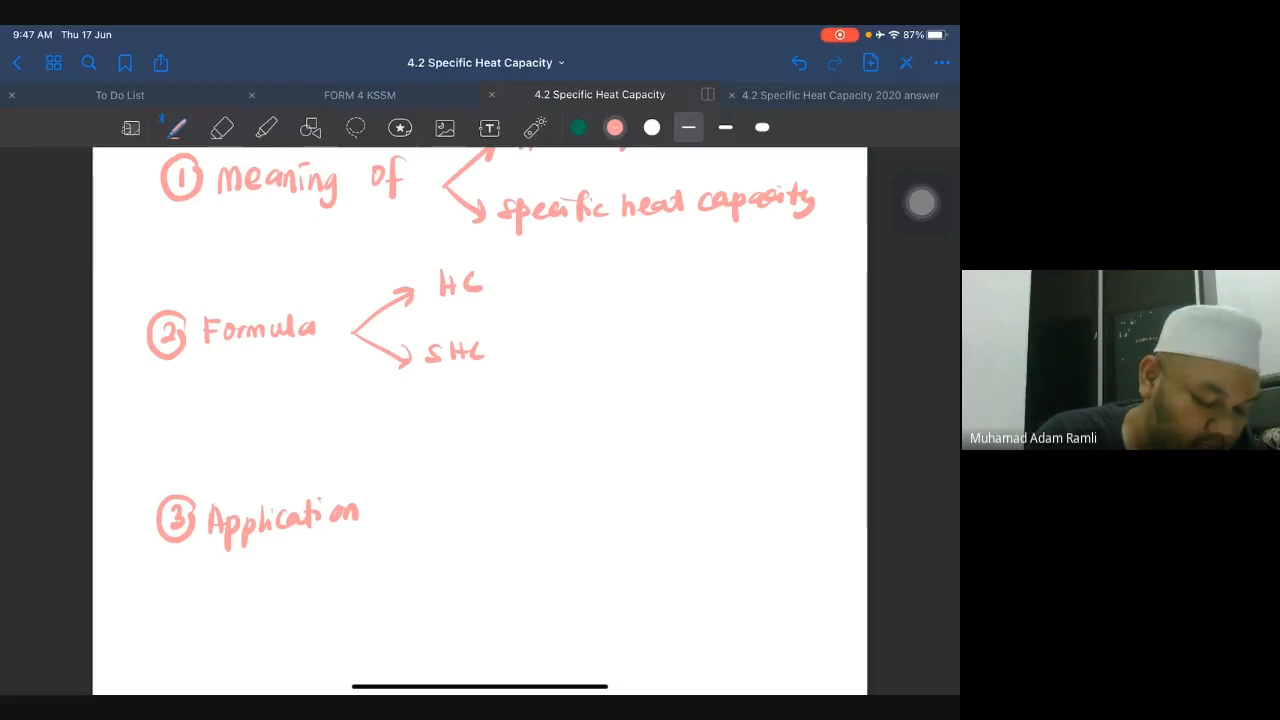 9:47 AM Thu 17 Jun
87%
4.2 Specific Heat Capacity
To Do List
FORM 4 KSSM
4.2 Specific Heat Capacity
4.2 Specific Heat Capacity 2020 answer
① Meaning of
specific heat capacity
② Formula
HC
SHC
③ Application
Muhamad Adam Ramli